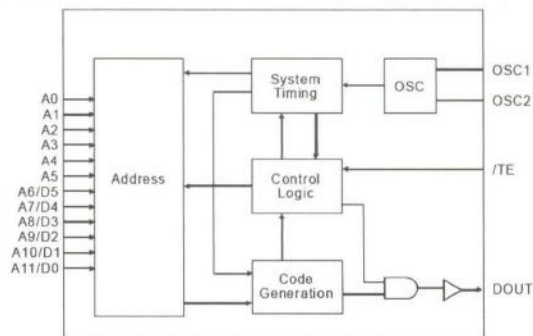 A0
A1
A2
A3
A4
A5
A6/D5
A7/D4
A8/D3
A9/D2
A10/D1
A11/D0
Address
System
Timing
OSC
OSC1
OSC2
Control
Logic
/TE
Code
Generation
DOUT